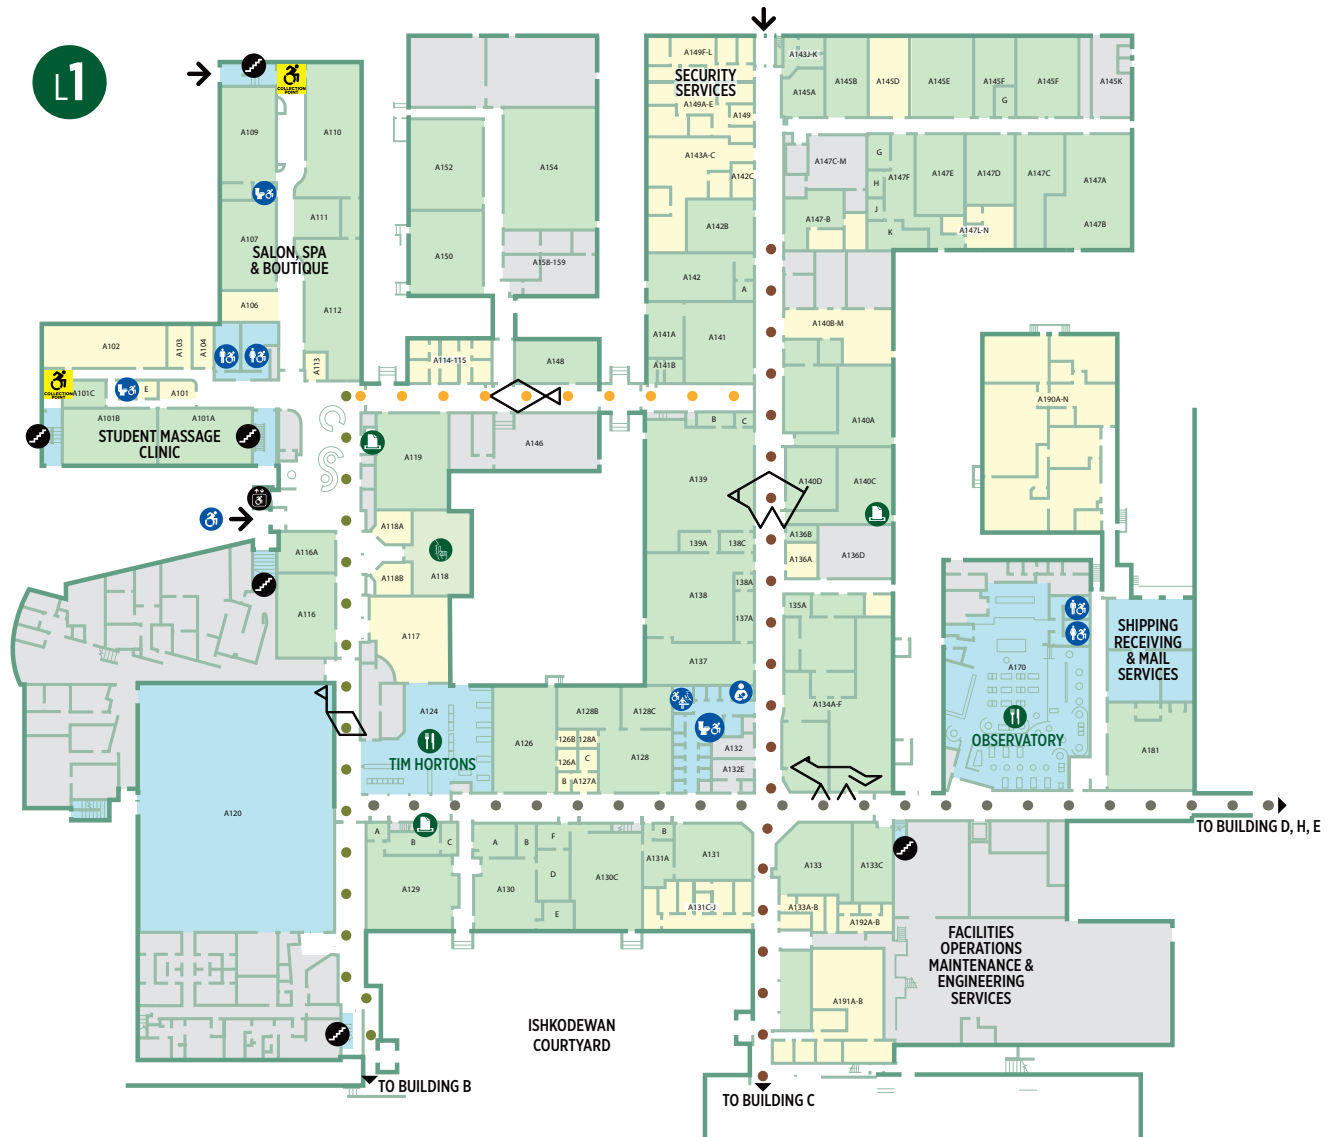 L1
COLLECTION
POINT
A109
A110
A107
A111
SALON, SPA
& BOUTIQUE
A106
A112
A102
A103
A104
A113
COLLECTION
POINT
A101C
E
A101
A101B
A101A
STUDENT MASSAGE
CLINIC
A152
A154
A150
A158-159
A114-115
A148
A146
A119
A118A
A118B
A118
A117
A116A
A116
SECURITY
SERVICES
A149F-L
A149A-E
A149
A143A-C
A142C
A142B
A142
A
A141A
A141
A141B
A143J-K
A145A
A145B
A145D
A145E
A145F
G
A145F
A145K
A147C-M
G
H
J
K
A147F
A147E
A147D
A147C
A147A
A147B
A147-B
A147L-N
A140B-M
A140A
A140D
A140C
A136B
A136A
A136D
B
C
A139
139A
138C
138A
A138
137A
A137
135A
A134A-F
A190A-N
A170
OBSERVATORY
SHIPPING
RECEIVING
& MAIL
SERVICES
A181
A124
TIM HORTONS
A126
A128B
A128C
126B
128A
126A
C
B
A127A
A128
A132
A132E
A120
A
B
C
A129
A
B
F
D
E
A130
A130C
B
A131A
A131
A131C-J
A133
A133C
A133A-B
A192A-B
A191A-B
FACILITIES
OPERATIONS
MAINTENANCE &
ENGINEERING
SERVICES
ISHKODEWAN
COURTYARD
TO BUILDING D, H, E
TO BUILDING B
TO BUILDING C